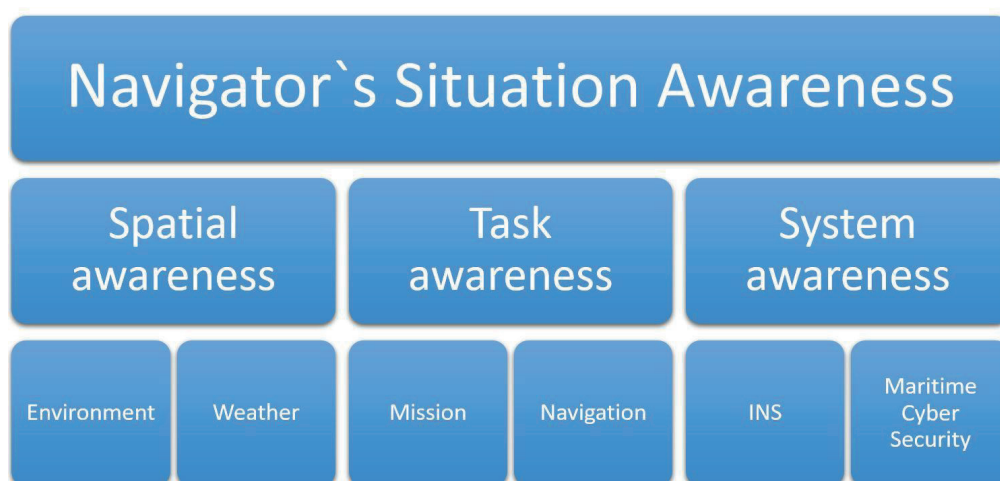 Navigator`s Situation Awareness
Spatial
awareness
Task
awareness
System
awareness
Environment
Weather
Mission
Navigation
INS
Maritime
Cyber
Security